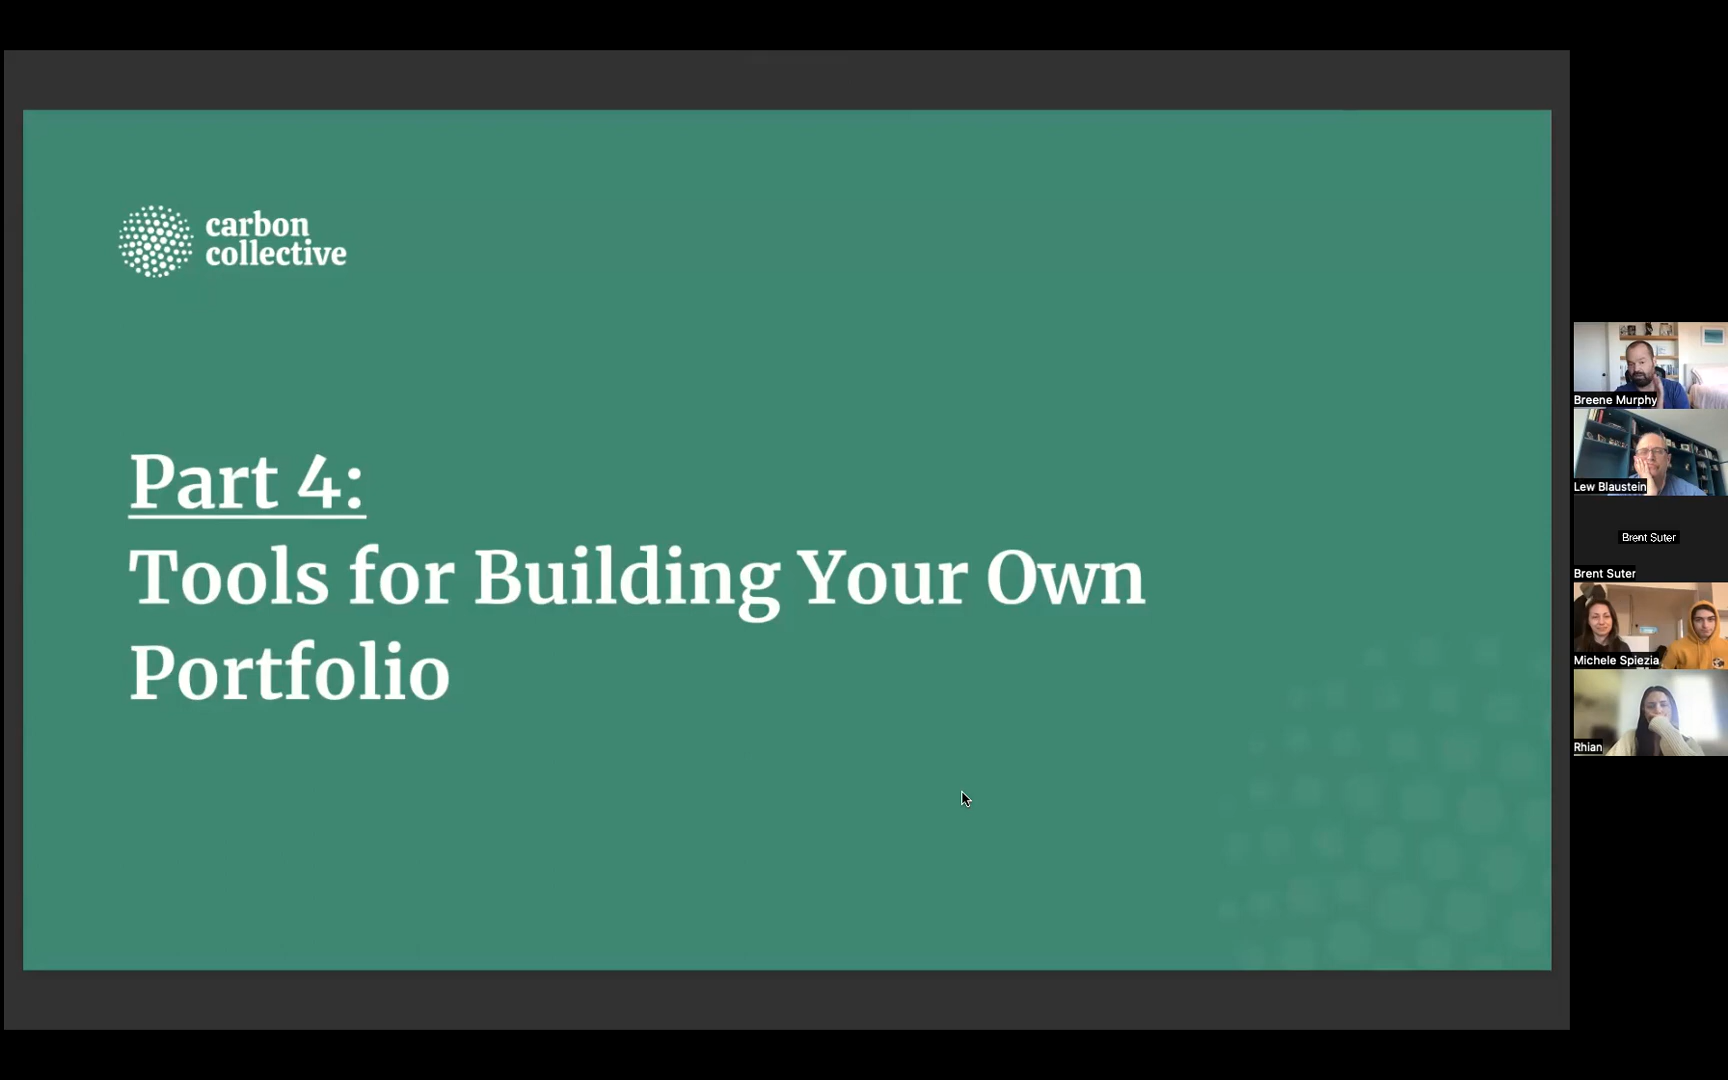 carbon
collective
Part 4:
Tools for Building Your Own
Portfolio
Breene Murphy
Lew Blaustein
Brent Suter
Brent Suter
Michele Spiezia
Rhian